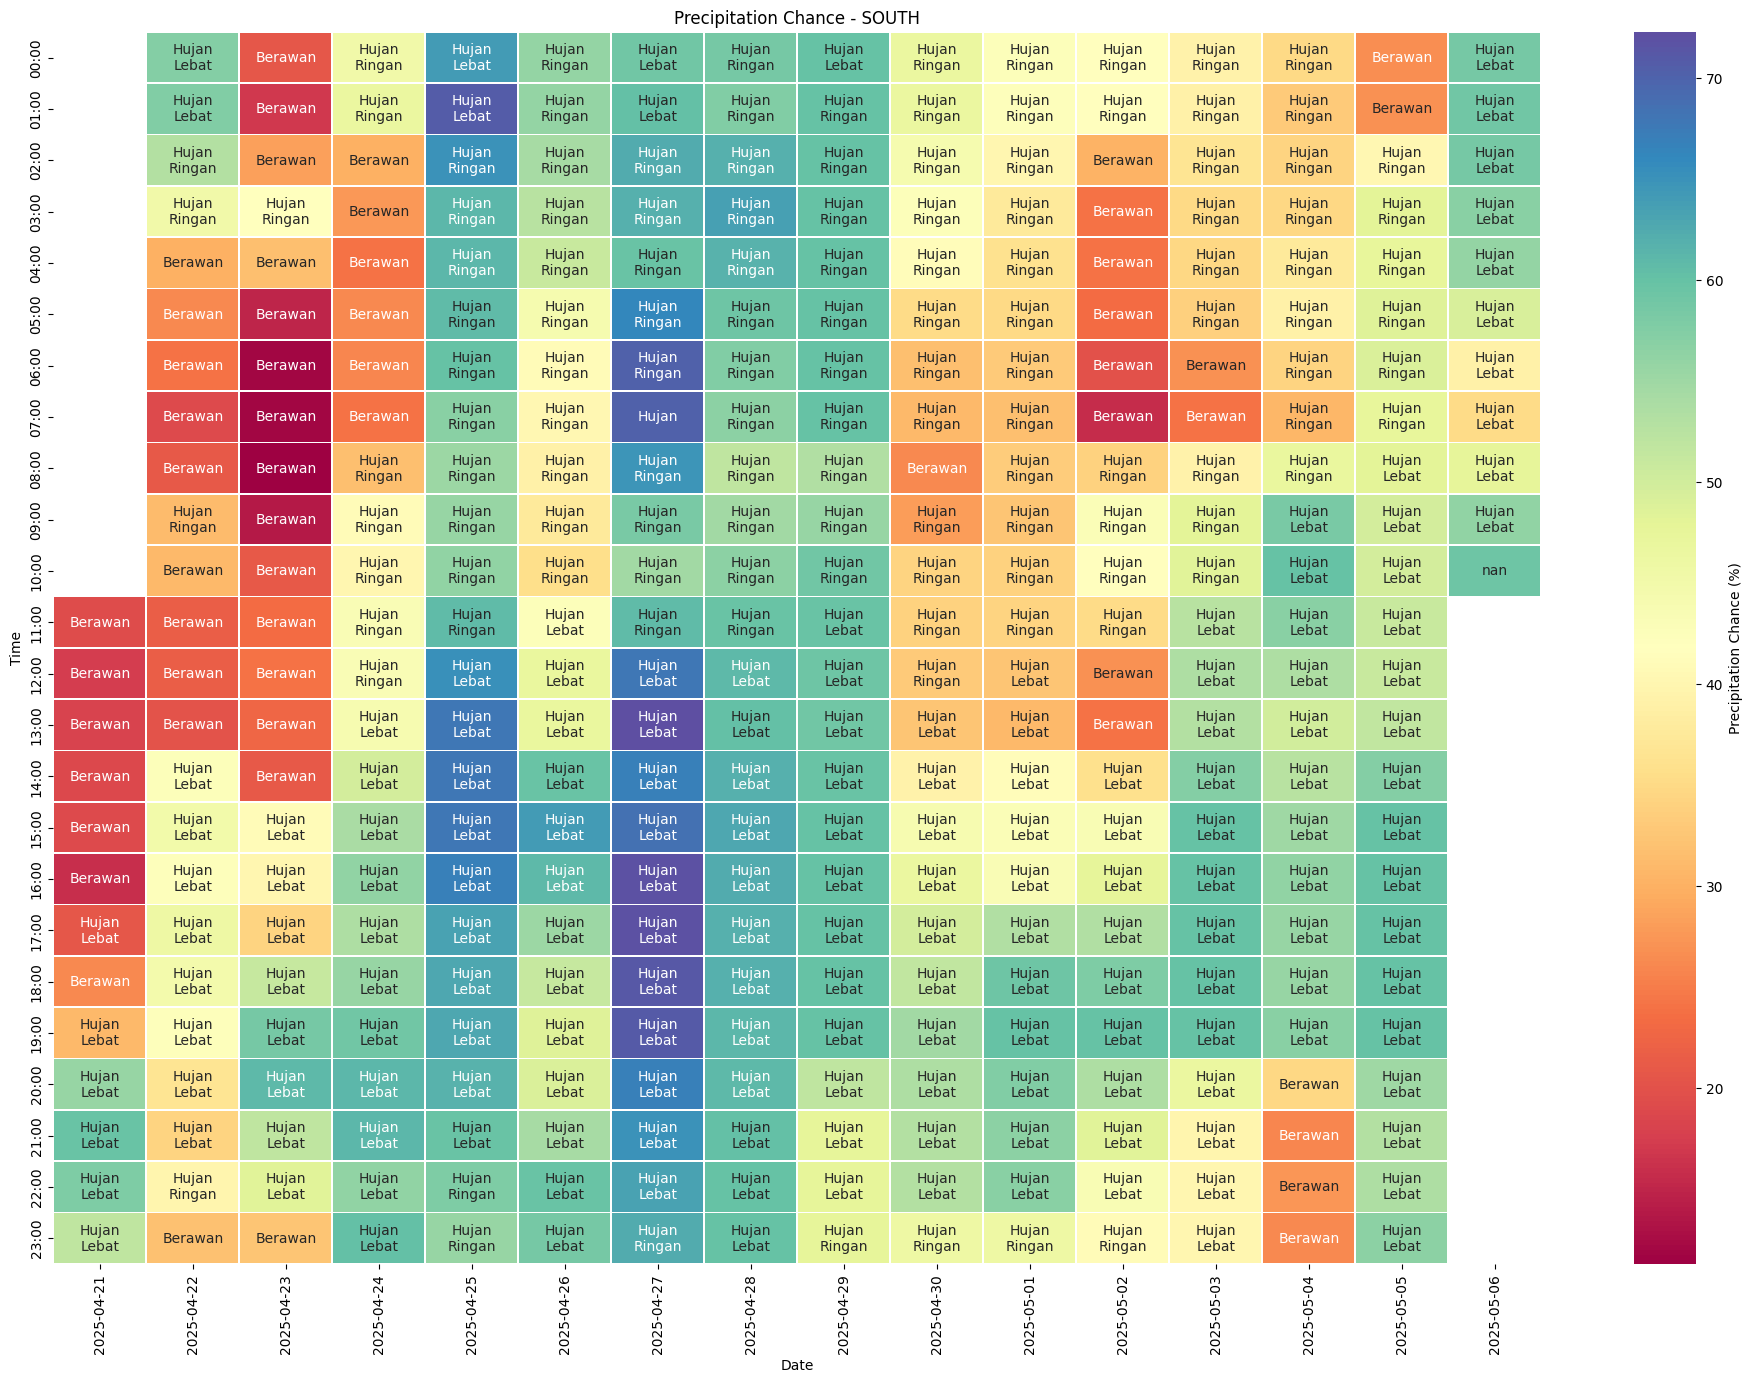 Precipitation Chance - SOUTH
00:00 Hujan Lebat Berawan Hujan Ringan Hujan Lebat Hujan Ringan Hujan Lebat Hujan Ringan Hujan Lebat Hujan Ringan Hujan Ringan Hujan Ringan Hujan Ringan Hujan Ringan Berawan Hujan Lebat
01:00 Hujan Lebat Berawan Hujan Ringan Hujan Lebat Hujan Ringan Hujan Lebat Hujan Ringan Hujan Ringan Hujan Ringan Hujan Ringan Hujan Ringan Hujan Ringan Hujan Ringan Berawan Hujan Lebat
02:00 Hujan Ringan Berawan Berawan Hujan Ringan Hujan Ringan Hujan Ringan Hujan Ringan Hujan Ringan Hujan Ringan Hujan Ringan Berawan Hujan Ringan Hujan Ringan Hujan Ringan Hujan Lebat
03:00 Hujan Ringan Hujan Ringan Berawan Hujan Ringan Hujan Ringan Hujan Ringan Hujan Ringan Hujan Ringan Hujan Ringan Hujan Ringan Berawan Hujan Ringan Hujan Ringan Hujan Ringan Hujan Lebat
04:00 Berawan Berawan Berawan Hujan Ringan Hujan Ringan Hujan Ringan Hujan Ringan Hujan Ringan Hujan Ringan Hujan Ringan Berawan Hujan Ringan Hujan Ringan Hujan Ringan Hujan Lebat
05:00 Berawan Berawan Berawan Hujan Ringan Hujan Ringan Hujan Ringan Hujan Ringan Hujan Ringan Hujan Ringan Hujan Ringan Berawan Hujan Ringan Hujan Ringan Hujan Ringan Hujan Lebat
06:00 Berawan Berawan Berawan Hujan Ringan Hujan Ringan Hujan Ringan Hujan Ringan Hujan Ringan Hujan Ringan Hujan Ringan Berawan Berawan Hujan Ringan Hujan Ringan Hujan Lebat
07:00 Berawan Berawan Berawan Hujan Ringan Hujan Ringan Hujan Hujan Ringan Hujan Ringan Hujan Ringan Hujan Ringan Berawan Berawan Hujan Ringan Hujan Ringan Hujan Lebat
08:00 Berawan Berawan Hujan Ringan Hujan Ringan Hujan Ringan Hujan Ringan Hujan Ringan Hujan Ringan Berawan Hujan Ringan Hujan Ringan Hujan Ringan Hujan Ringan Hujan Lebat Hujan Lebat
09:00 Hujan Ringan Berawan Hujan Ringan Hujan Ringan Hujan Ringan Hujan Ringan Hujan Ringan Hujan Ringan Hujan Ringan Hujan Ringan Hujan Ringan Hujan Ringan Hujan Lebat Hujan Lebat Hujan Lebat
10:00 Berawan Berawan Hujan Ringan Hujan Ringan Hujan Ringan Hujan Ringan Hujan Ringan Hujan Ringan Hujan Ringan Hujan Ringan Hujan Ringan Hujan Ringan Hujan Lebat Hujan Lebat nan
11:00 Berawan Berawan Berawan Hujan Ringan Hujan Ringan Hujan Lebat Hujan Ringan Hujan Ringan Hujan Lebat Hujan Ringan Hujan Ringan Hujan Ringan Hujan Lebat Hujan Lebat Hujan Lebat
12:00 Berawan Berawan Berawan Hujan Ringan Hujan Lebat Hujan Lebat Hujan Lebat Hujan Lebat Hujan Lebat Hujan Ringan Hujan Lebat Berawan Hujan Lebat Hujan Lebat Hujan Lebat
13:00 Berawan Berawan Berawan Hujan Lebat Hujan Lebat Hujan Lebat Hujan Lebat Hujan Lebat Hujan Lebat Hujan Lebat Hujan Lebat Berawan Hujan Lebat Hujan Lebat Hujan Lebat
14:00 Berawan Hujan Lebat Berawan Hujan Lebat Hujan Lebat Hujan Lebat Hujan Lebat Hujan Lebat Hujan Lebat Hujan Lebat Hujan Lebat Hujan Lebat Hujan Lebat Hujan Lebat Hujan Lebat
15:00 Berawan Hujan Lebat Hujan Lebat Hujan Lebat Hujan Lebat Hujan Lebat Hujan Lebat Hujan Lebat Hujan Lebat Hujan Lebat Hujan Lebat Hujan Lebat Hujan Lebat Hujan Lebat Hujan Lebat
16:00 Berawan Hujan Lebat Hujan Lebat Hujan Lebat Hujan Lebat Hujan Lebat Hujan Lebat Hujan Lebat Hujan Lebat Hujan Lebat Hujan Lebat Hujan Lebat Hujan Lebat Hujan Lebat Hujan Lebat
17:00 Hujan Lebat Hujan Lebat Hujan Lebat Hujan Lebat Hujan Lebat Hujan Lebat Hujan Lebat Hujan Lebat Hujan Lebat Hujan Lebat Hujan Lebat Hujan Lebat Hujan Lebat Hujan Lebat Hujan Lebat
18:00 Berawan Hujan Lebat Hujan Lebat Hujan Lebat Hujan Lebat Hujan Lebat Hujan Lebat Hujan Lebat Hujan Lebat Hujan Lebat Hujan Lebat Hujan Lebat Hujan Lebat Hujan Lebat Hujan Lebat
19:00 Hujan Lebat Hujan Lebat Hujan Lebat Hujan Lebat Hujan Lebat Hujan Lebat Hujan Lebat Hujan Lebat Hujan Lebat Hujan Lebat Hujan Lebat Hujan Lebat Hujan Lebat Hujan Lebat Hujan Lebat
20:00 Hujan Lebat Hujan Lebat Hujan Lebat Hujan Lebat Hujan Lebat Hujan Lebat Hujan Lebat Hujan Lebat Hujan Lebat Hujan Lebat Hujan Lebat Hujan Lebat Hujan Lebat Berawan Hujan Lebat
21:00 Hujan Lebat Hujan Lebat Hujan Lebat Hujan Lebat Hujan Lebat Hujan Lebat Hujan Lebat Hujan Lebat Hujan Lebat Hujan Lebat Hujan Lebat Hujan Lebat Hujan Lebat Berawan Hujan Lebat
22:00 Hujan Lebat Hujan Ringan Hujan Lebat Hujan Lebat Hujan Ringan Hujan Lebat Hujan Lebat Hujan Lebat Hujan Lebat Hujan Lebat Hujan Lebat Hujan Lebat Hujan Lebat Berawan Hujan Lebat
23:00 Hujan Lebat Berawan Berawan Hujan Lebat Hujan Ringan Hujan Lebat Hujan Ringan Hujan Lebat Hujan Ringan Hujan Ringan Hujan Ringan Hujan Ringan Hujan Lebat Berawan Hujan Lebat
Time
2025-04-21 2025-04-22 2025-04-23 2025-04-24 2025-04-25 2025-04-26 2025-04-27 2025-04-28 2025-04-29 2025-04-30 2025-05-01 2025-05-02 2025-05-03 2025-05-04 2025-05-05 2025-05-06
Date
70
60
50
40
30
20
Precipitation Chance (%)